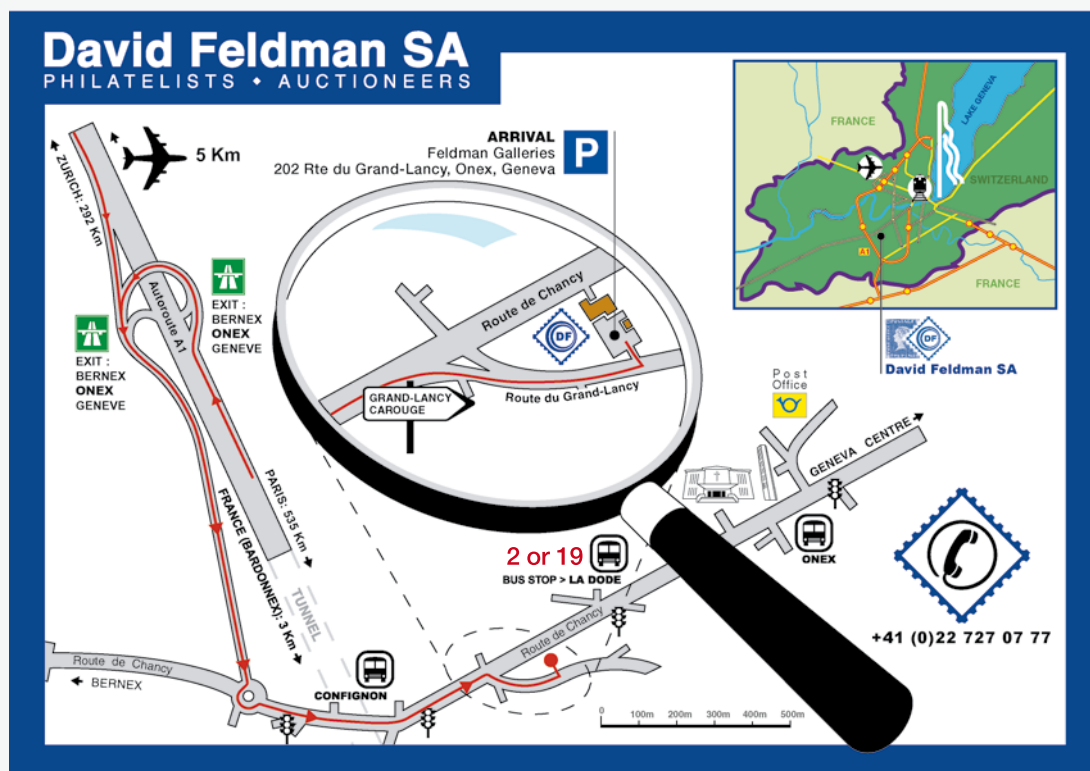 David Feldman SA
PHILATELISTS • AUCTIONEERS
5 Km
ZURICH: 292 Km
ARRIVAL
Feldman Galleries
202 Rte du Grand-Lancy, Onex, Geneva
P
FRANCE
LAKE GENEVA
SWITZERLAND
A1
FRANCE
DF
David Feldman SA
Autoroute A1
EXIT :
BERNEX
ONEX
GENEVE
EXIT :
BERNEX
ONEX
GENEVE
Route de Chancy
DF
Route du Grand-Lancy
GRAND-LANCY
CAROUGE
Post
Office
GENEVA CENTRE
PARIS: 535 Km
FRANCE (BARDONNEX): 3 Km
TUNNEL
2 or 19
BUS STOP > LA DODE
ONEX
+41 (0)22 727 07 77
Route de Chancy
Route de Chancy
BERNEX
CONFIGNON
0 100m 200m 300m 400m 500m